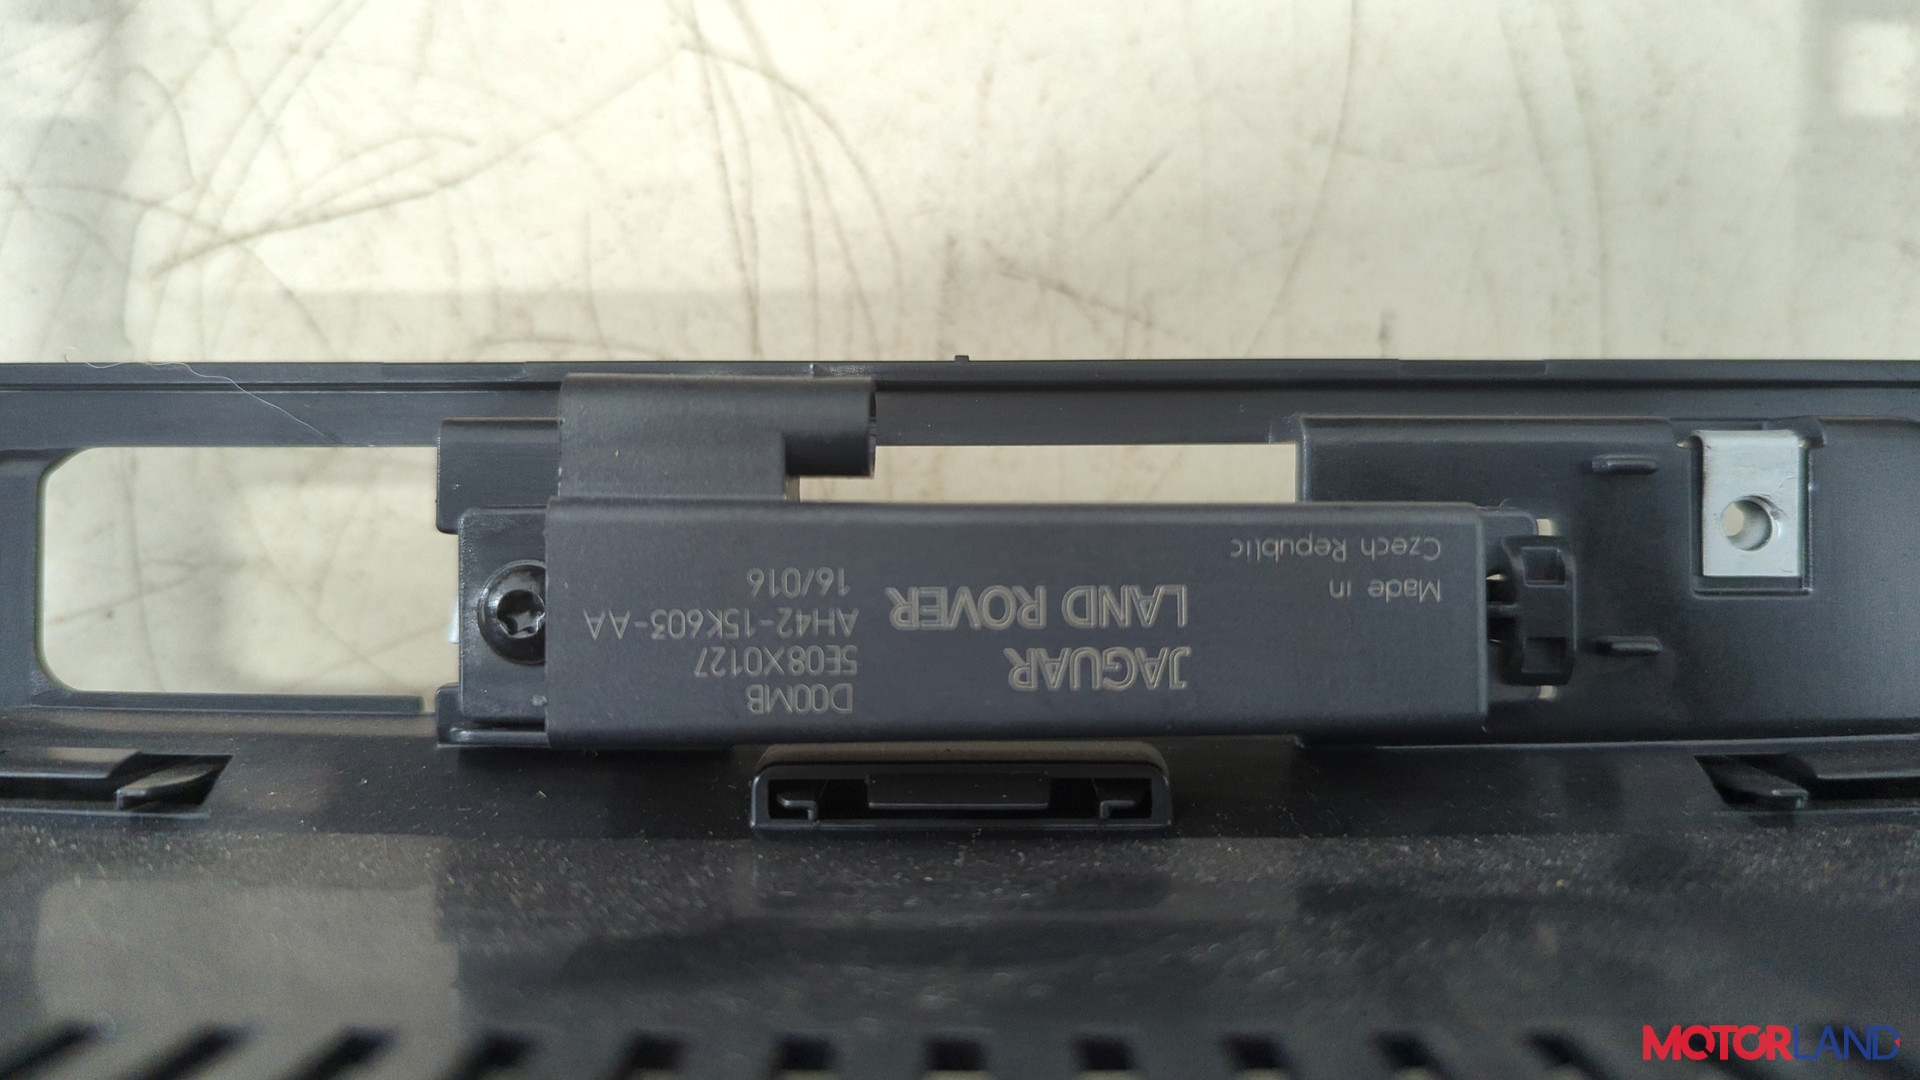 JAGUAR
LAND ROVER
Made in
Czech Republic
D00MB
5E08X0127
AH42-15K603-AA
16/016
MOTORLAND